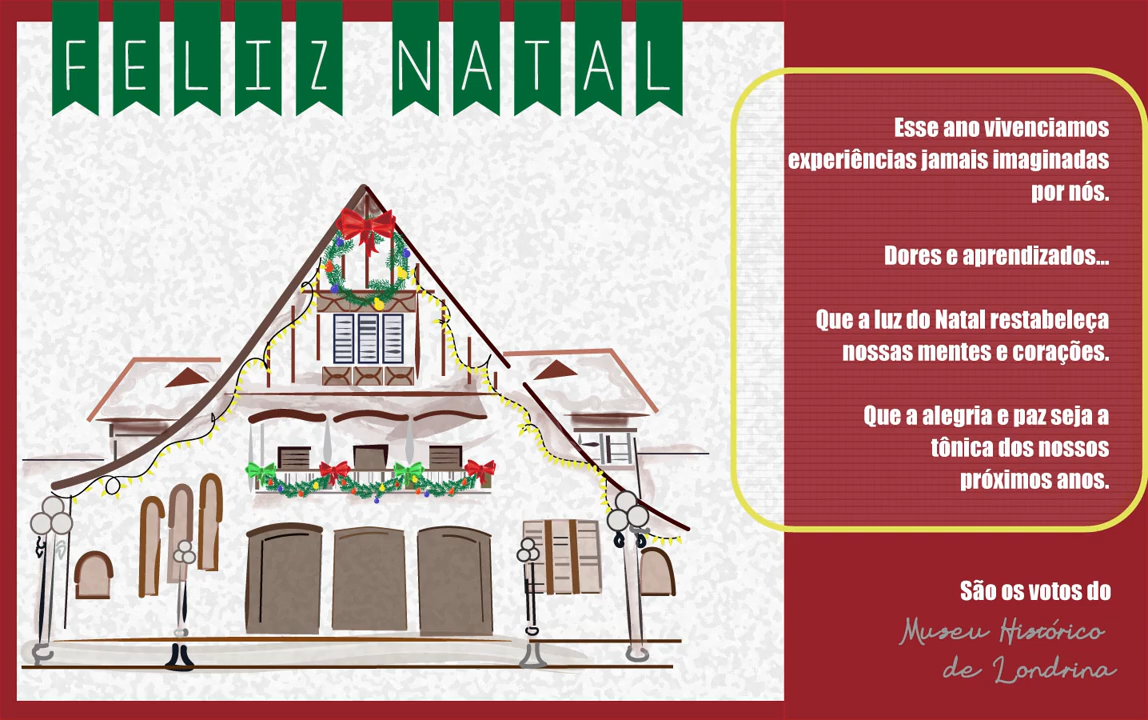 FELIZ NATAL
Esse ano vivenciamos
experiências jamais imaginadas
por nós.
Dores e aprendizados...
Que a luz do Natal restabeleça
nossas mentes e corações.
Que a alegria e paz seja a
tônica dos nossos
próximos anos.
São os votos do
Museu Histórico
de Londrina